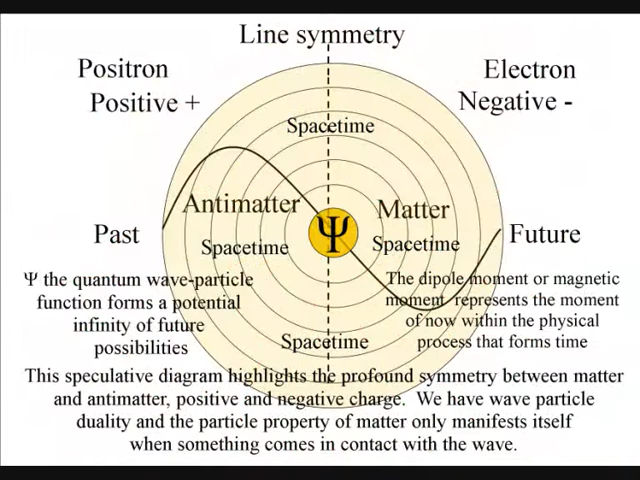 Line symmetry
Positron
Positive +
Electron
Negative -
Spacetime
Antimatter
Matter
Past
Ψ
Future
Spacetime
Spacetime
Ψ the quantum wave-particle
function forms a potential
infinity of future
possibilities
The dipole moment or magnetic
moment represents the moment
of now within the physical
process that forms time
Spacetime
This speculative diagram highlights the profound symmetry between matter
and antimatter, positive and negative charge. We have wave particle
duality and the particle property of matter only manifests itself
when something comes in contact with the wave.